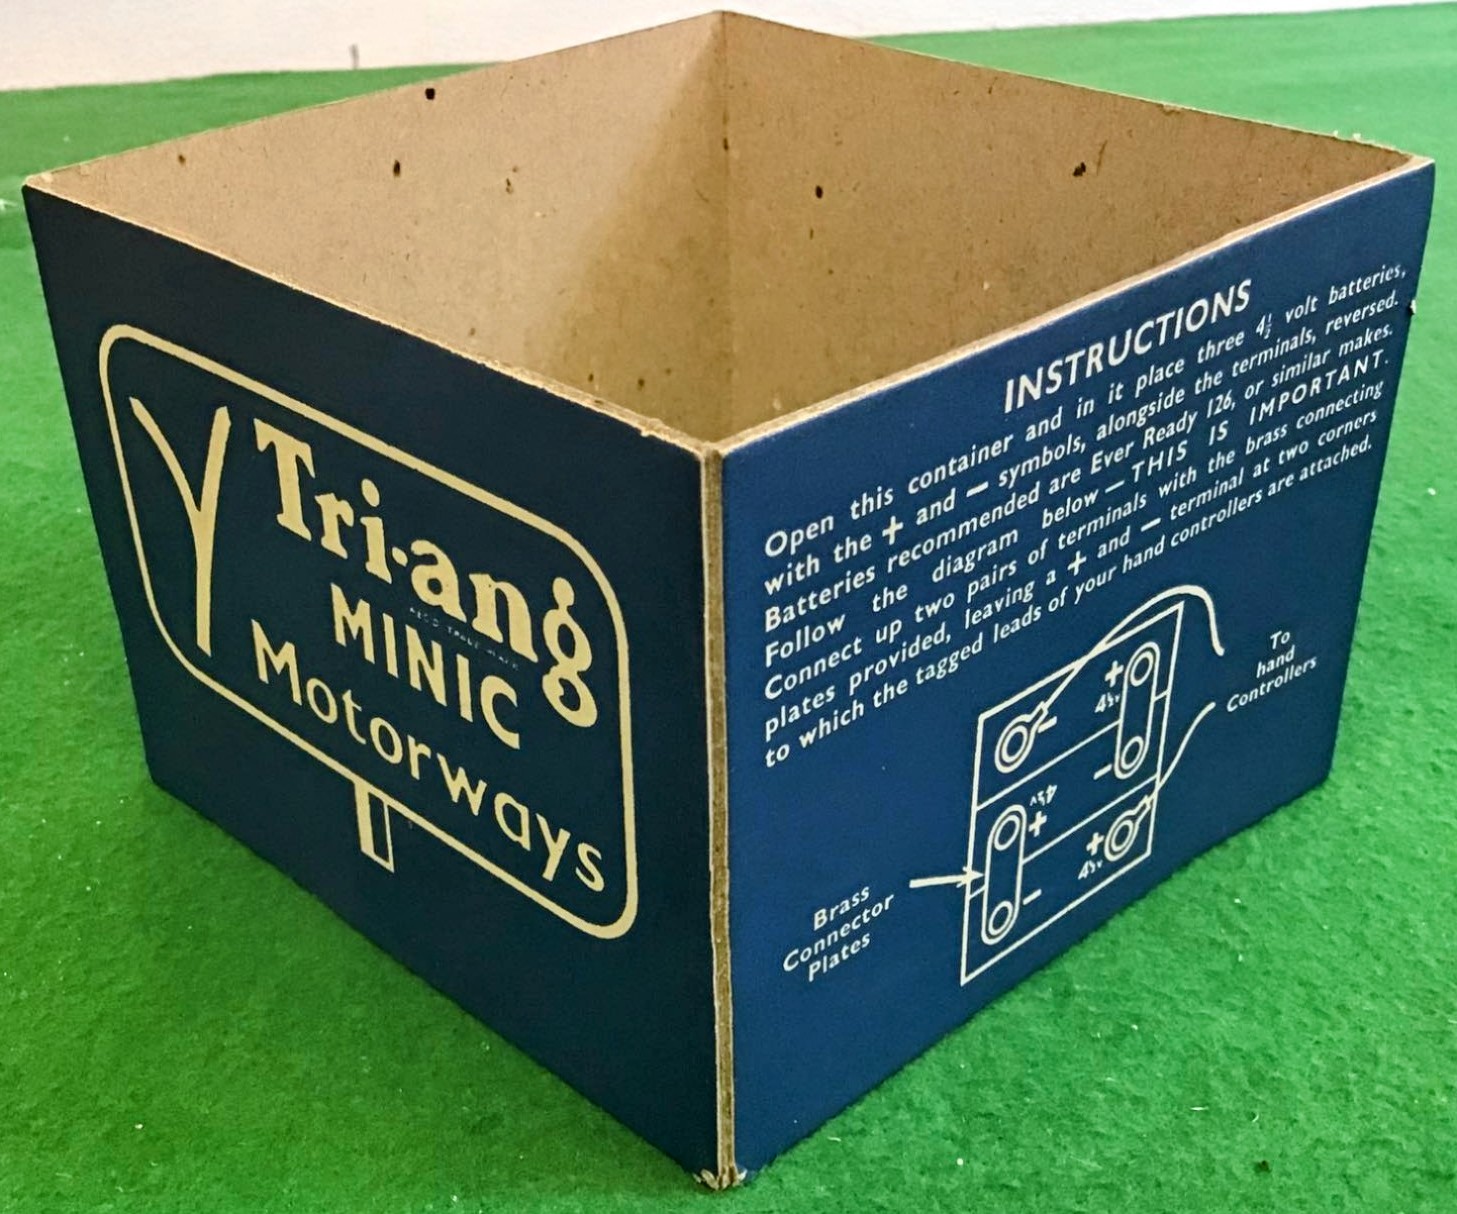 Tri-ang
REGD. TRADE MARK
MINIC
Motorways
INSTRUCTIONS
Open this container and in it place three 4½ volt batteries,
with the + and — symbols, alongside the terminals, reversed.
Batteries recommended are Ever Ready 126, or similar makes.
Follow the diagram below — THIS IS IMPORTANT.
Connect up two pairs of terminals with the brass connecting
plates provided, leaving a + and — terminal at two corners
to which the tagged leads of your hand controllers are attached.
+
4½v
—
—
4½v
+
+
4½v
—
To
hand
Controllers
Brass
Connector
Plates